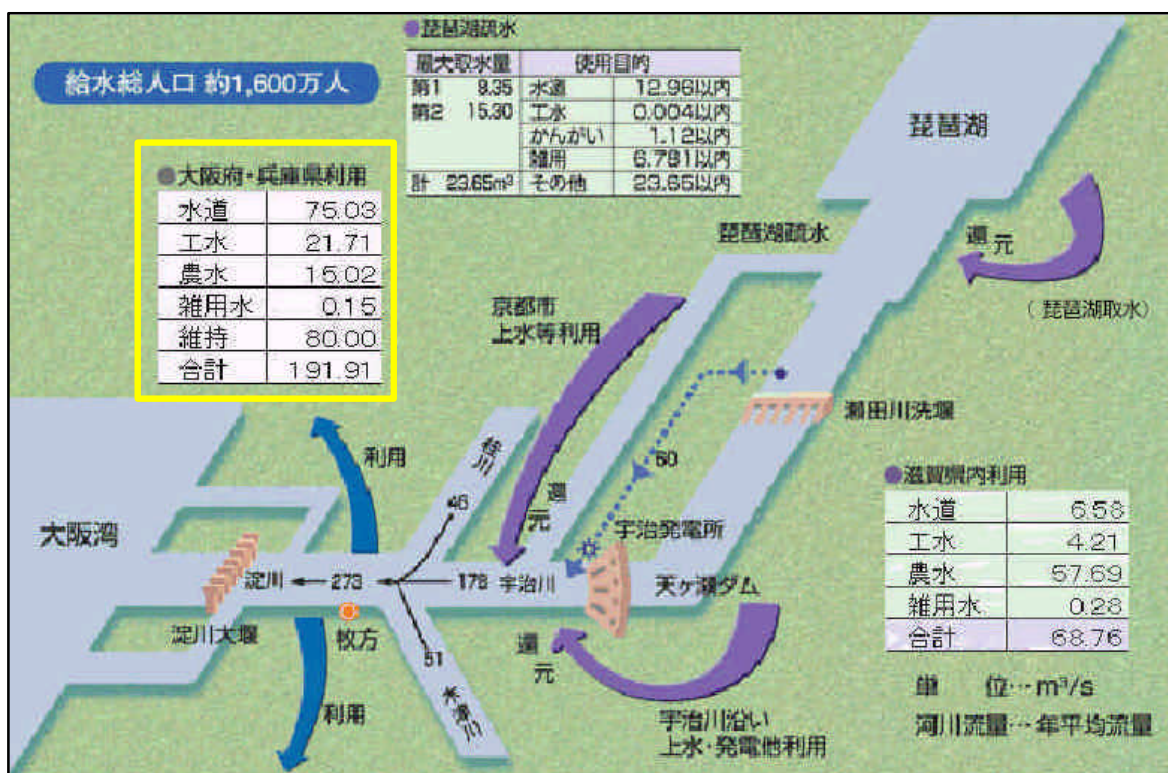 ●琵琶湖疏水
最大取水量 使用目的
第1 8.35 水道 12.96以内
第2 15.30 工水 0.004以内
かんがい 1.12以内
雑用 6.791以内
計 23.65m³ その他 23.65以内
給水総人口 約1,600万人
●大阪府・兵庫県利用
水道 75.03
工水 21.71
農水 15.02
雑用水 0.15
維持 80.00
合計 191.91
琵琶湖
琵琶湖疏水
還元
(琵琶湖取水)
京都市
上水等利用
瀬田川洗堰
60
桂川
利用
46
還元
宇治発電所
大阪湾
淀川
273
178
宇治川
天ヶ瀬ダム
淀川大堰
枚方
51
木津川
還元
利用
宇治川沿い
上水・発電他利用
●滋賀県内利用
水道 6.58
工水 4.21
農水 57.69
雑用水 0.28
合計 68.76
単 位…m³/s
河川流量…年平均流量